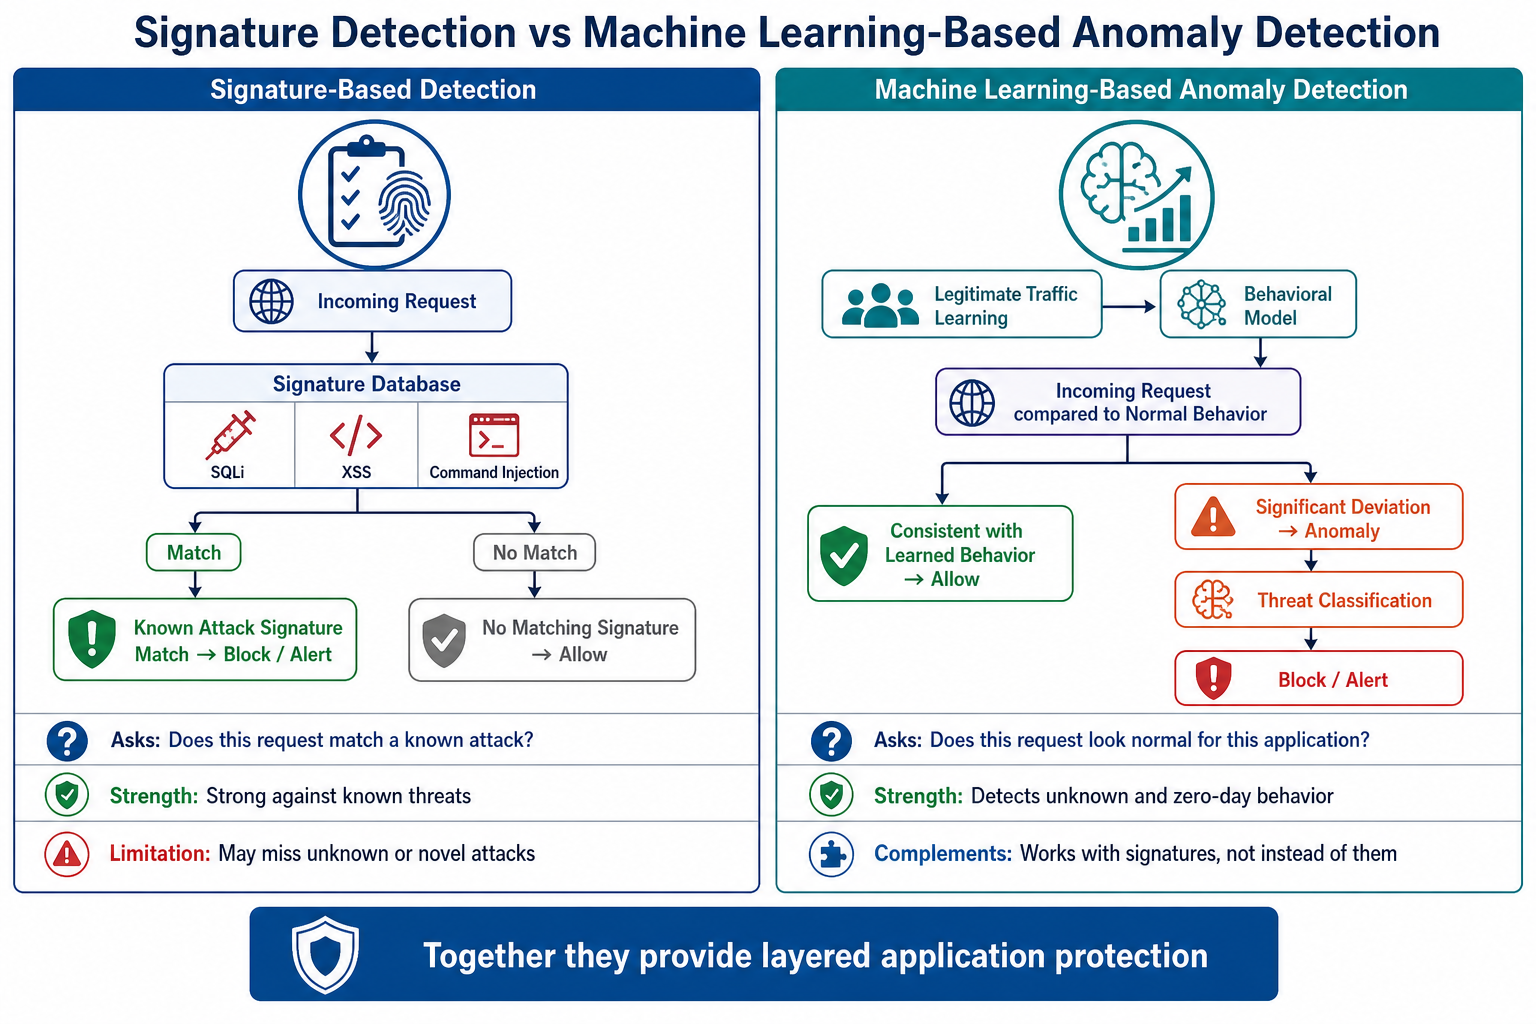 Signature Detection vs Machine Learning-Based Anomaly Detection
Signature-Based Detection
Incoming Request
Signature Database
SQLi
XSS
Command Injection
Match
No Match
Known Attack Signature
Match → Block / Alert
No Matching Signature
→ Allow
Asks: Does this request match a known attack?
Strength: Strong against known threats
Limitation: May miss unknown or novel attacks
Machine Learning-Based Anomaly Detection
Legitimate Traffic
Learning
Behavioral
Model
Incoming Request
compared to Normal Behavior
Consistent with
Learned Behavior
→ Allow
Significant Deviation
→ Anomaly
Threat Classification
Block / Alert
Asks: Does this request look normal for this application?
Strength: Detects unknown and zero-day behavior
Complements: Works with signatures, not instead of them
Together they provide layered application protection